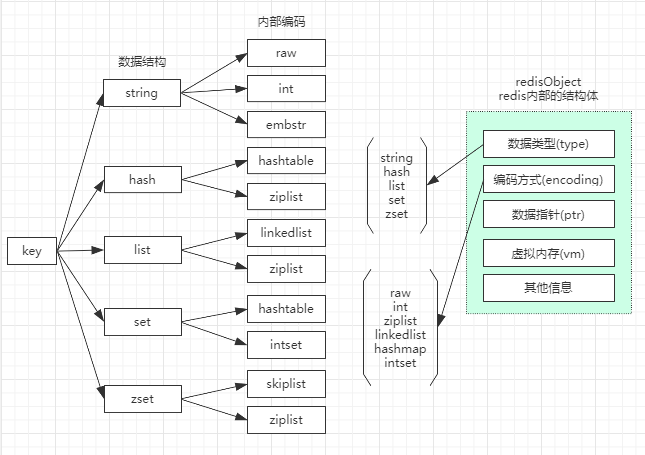 内部编码
数据结构
key
string
raw
int
embstr
hash
hashtable
ziplist
list
linkedlist
ziplist
set
hashtable
intset
zset
skiplist
ziplist
redisObject
redis内部的结构体
数据类型(type)
编码方式(encoding)
数据指针(ptr)
虚拟内存(vm)
其他信息
string
hash
list
set
zset
raw
int
ziplist
linkedlist
hashmap
intset